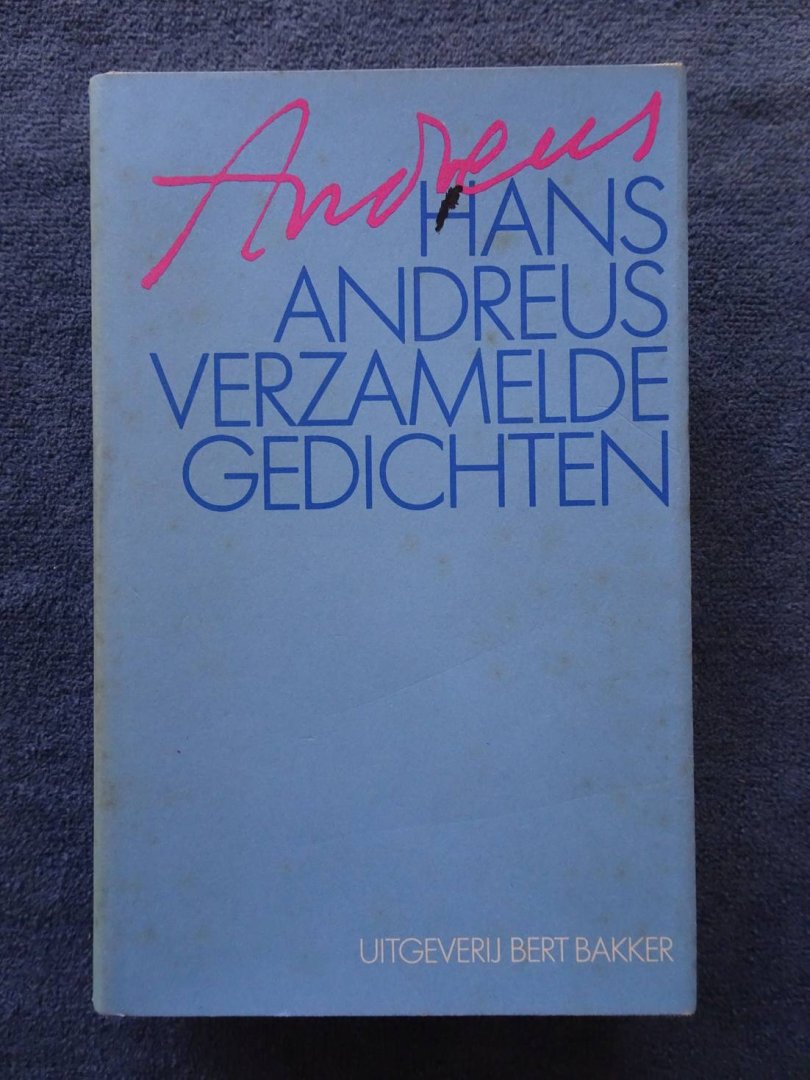 Andreus
HANS
ANDREUS
VERZAMELDE
GEDICHTEN
UITGEVERIJ BERT BAKKER